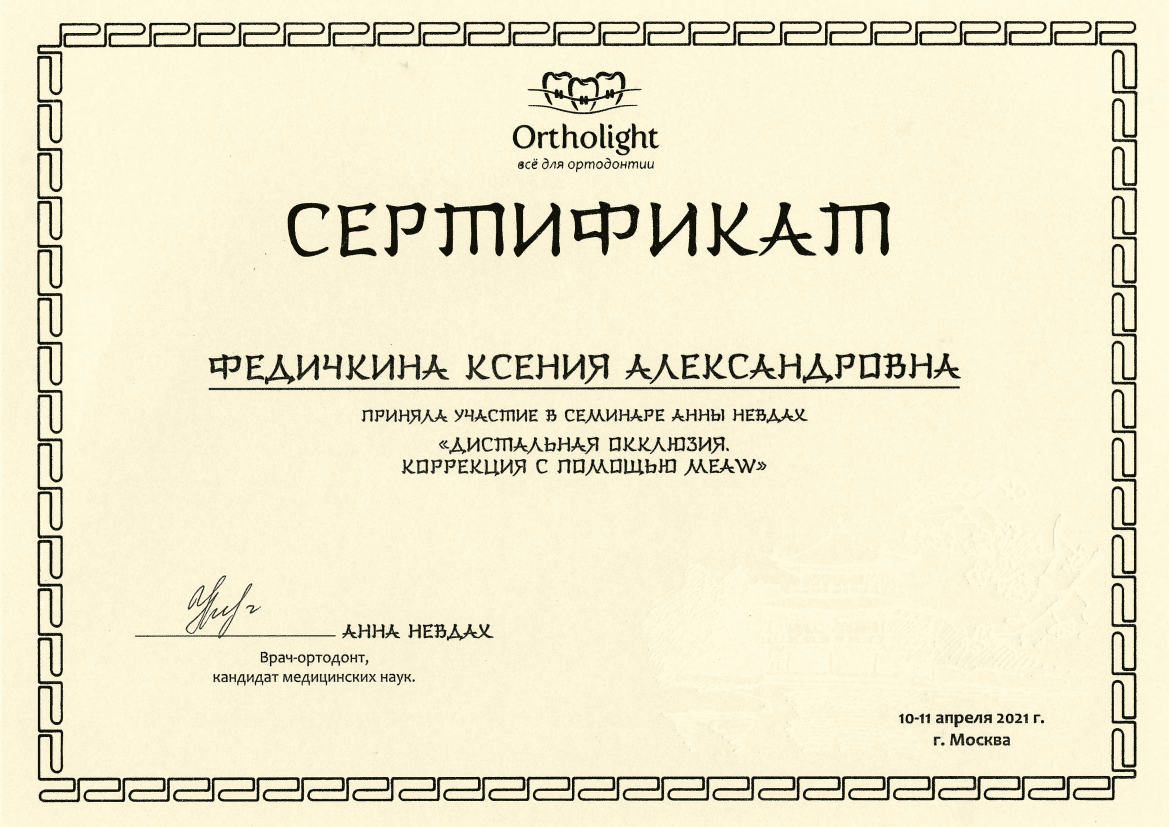 Ortholight
всё для ортодонтии
СЕРТИФИКАТ
ФЕДИЧКИНА КСЕНИЯ АЛЕКСАНДРОВНА
ПРИНЯЛА УЧАСТИЕ В СЕМИНАРЕ АННЫ НЕВДАХ
«ДИСТАЛЬНАЯ ОККЛЮЗИЯ.
КОРРЕКЦИЯ С ПОМОЩЬЮ MEAW»
АННА НЕВДАХ
Врач-ортодонт,
кандидат медицинских наук.
10-11 апреля 2021 г.
г. Москва